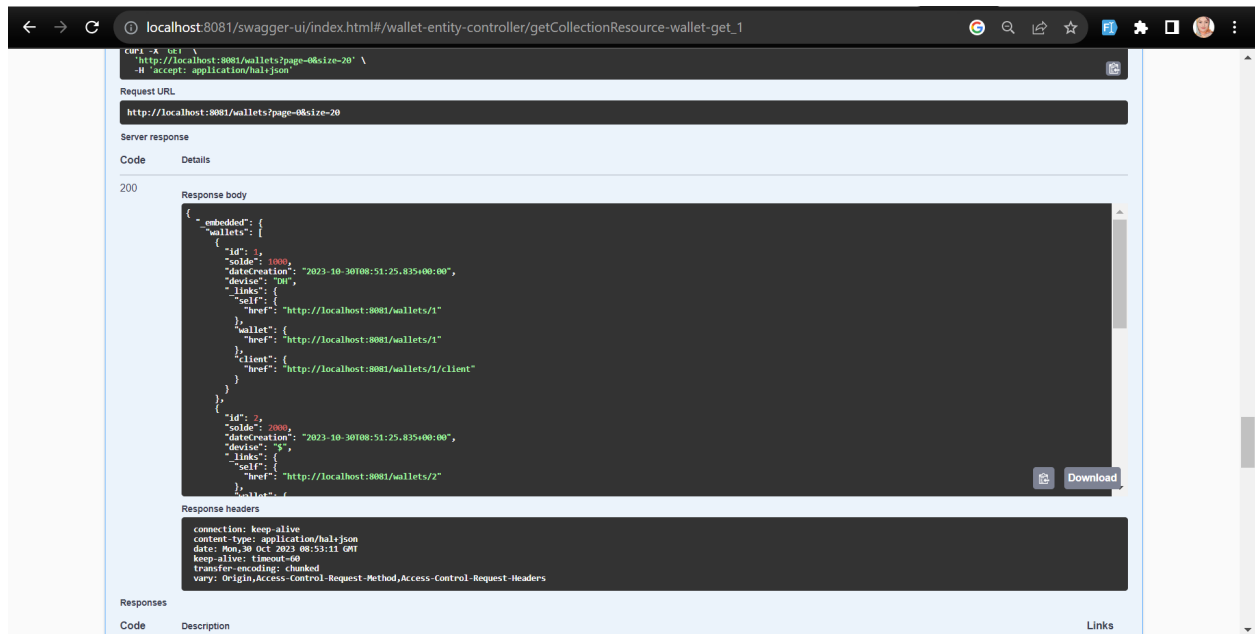 localhost:8081/swagger-ui/index.html#/wallet-entity-controller/getCollectionResource-wallet-get_1
curl -X 'GET' \
'http://localhost:8081/wallets?page=0&size=20' \
-H 'accept: application/hal+json'
Request URL
http://localhost:8081/wallets?page=0&size=20
Server response
Code Details
200
Response body
{
"_embedded": {
"wallets": [
{
"id": 1,
"solde": 1000,
"dateCreation": "2023-10-30T08:51:25.835+00:00",
"devise": "DH",
"_links": {
"self": {
"href": "http://localhost:8081/wallets/1"
},
"wallet": {
"href": "http://localhost:8081/wallets/1"
},
"client": {
"href": "http://localhost:8081/wallets/1/client"
}
}
},
{
"id": 2,
"solde": 2000,
"dateCreation": "2023-10-30T08:51:25.835+00:00",
"devise": "$",
"_links": {
"self": {
"href": "http://localhost:8081/wallets/2"
},
"wallet": {
Download
Response headers
connection: keep-alive
content-type: application/hal+json
date: Mon,30 Oct 2023 08:53:11 GMT
keep-alive: timeout=60
transfer-encoding: chunked
vary: Origin,Access-Control-Request-Method,Access-Control-Request-Headers
Responses
Code Description Links